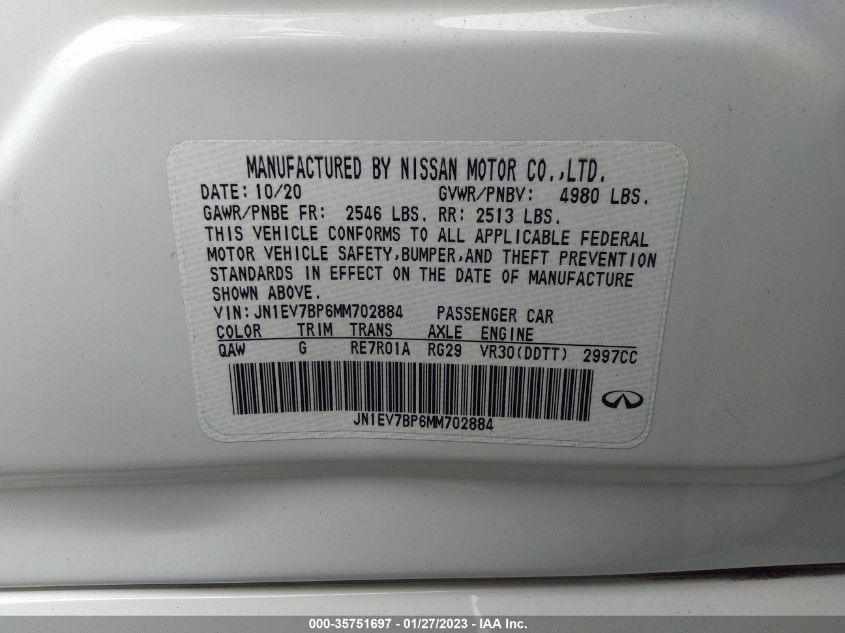 MANUFACTURED BY NISSAN MOTOR CO.,LTD.
DATE: 10/20 GVWR/PNBV: 4980 LBS.
GAWR/PNBE FR: 2546 LBS. RR: 2513 LBS.
THIS VEHICLE CONFORMS TO ALL APPLICABLE FEDERAL
MOTOR VEHICLE SAFETY,BUMPER,AND THEFT PREVENTION
STANDARDS IN EFFECT ON THE DATE OF MANUFACTURE
SHOWN ABOVE.
VIN: JN1EV7BP6MM702884 PASSENGER CAR
COLOR TRIM TRANS AXLE ENGINE
QAW G RE7R01A RG29 VR30(DDTT) 2997CC
JN1EV7BP6MM702884
000-35751697 - 01/27/2023 - © IAA Inc.